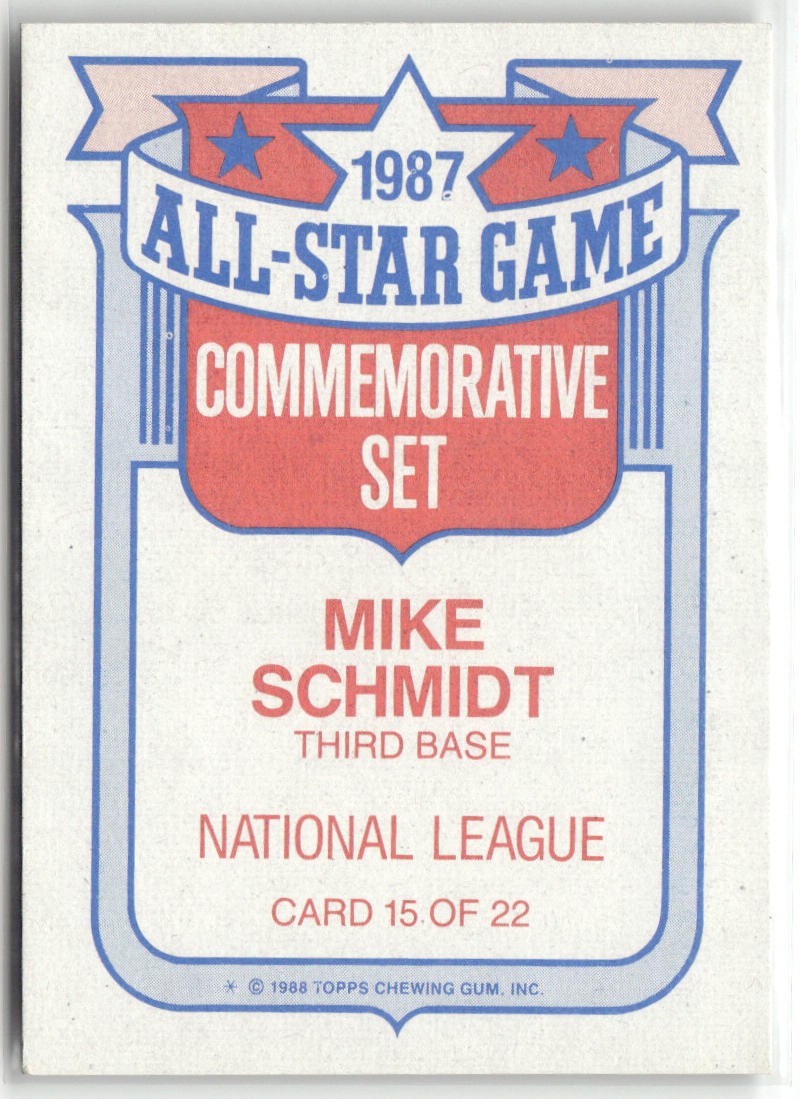 1987
ALL-STAR GAME
COMMEMORATIVE
SET
MIKE
SCHMIDT
THIRD BASE
NATIONAL LEAGUE
CARD 15 OF 22
* © 1988 TOPPS CHEWING GUM, INC.